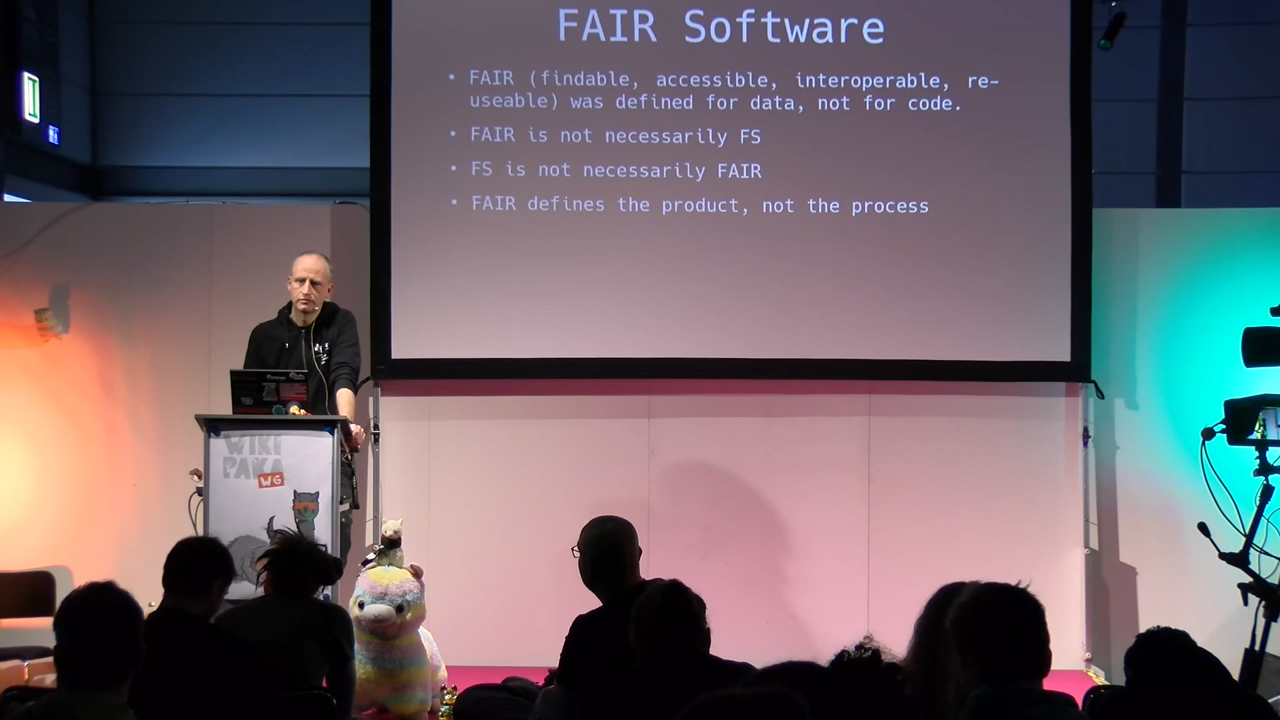 FAIR Software
• FAIR (findable, accessible, interoperable, re-
useable) was defined for data, not for code.
• FAIR is not necessarily FS
• FS is not necessarily FAIR
• FAIR defines the product, not the process
WIKI
PAKA
WG